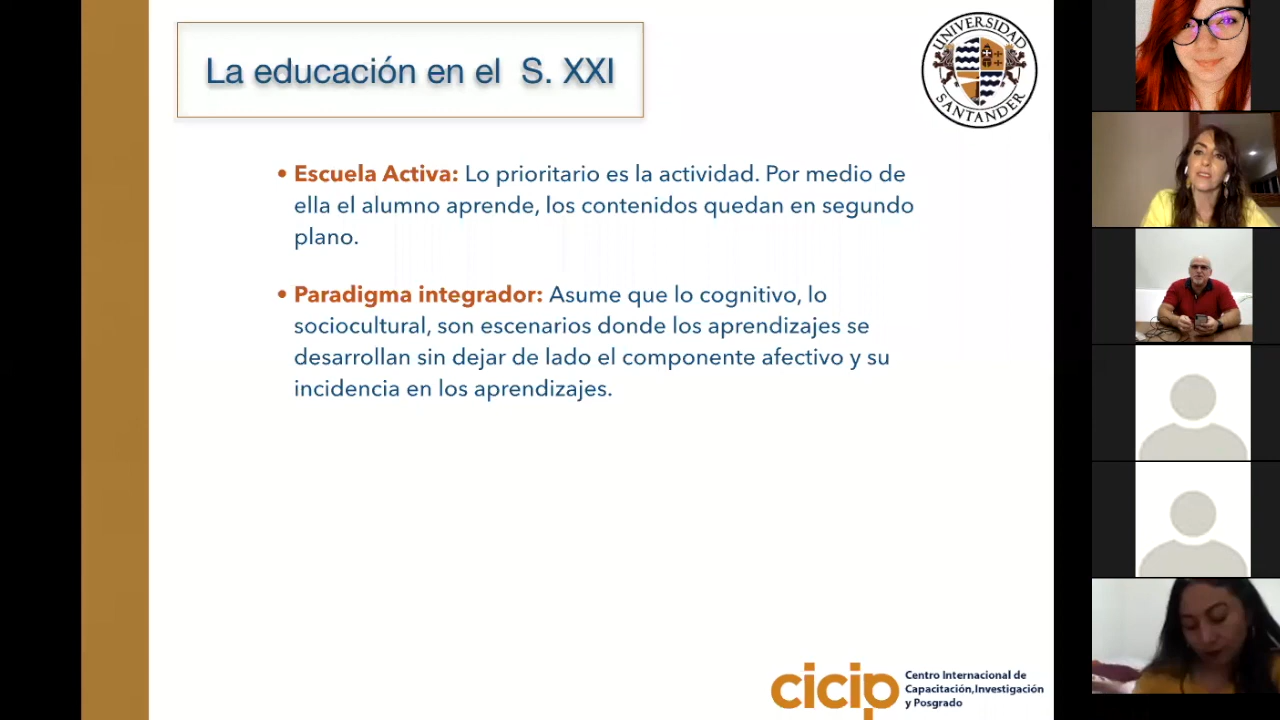 La educación en el S. XXI
UNIVERSIDAD
SANTANDER
• Escuela Activa: Lo prioritario es la actividad. Por medio de
ella el alumno aprende, los contenidos quedan en segundo
plano.
• Paradigma integrador: Asume que lo cognitivo, lo
sociocultural, son escenarios donde los aprendizajes se
desarrollan sin dejar de lado el componente afectivo y su
incidencia en los aprendizajes.
cicip
Centro Internacional de
Capacitación,Investigación
y Posgrado